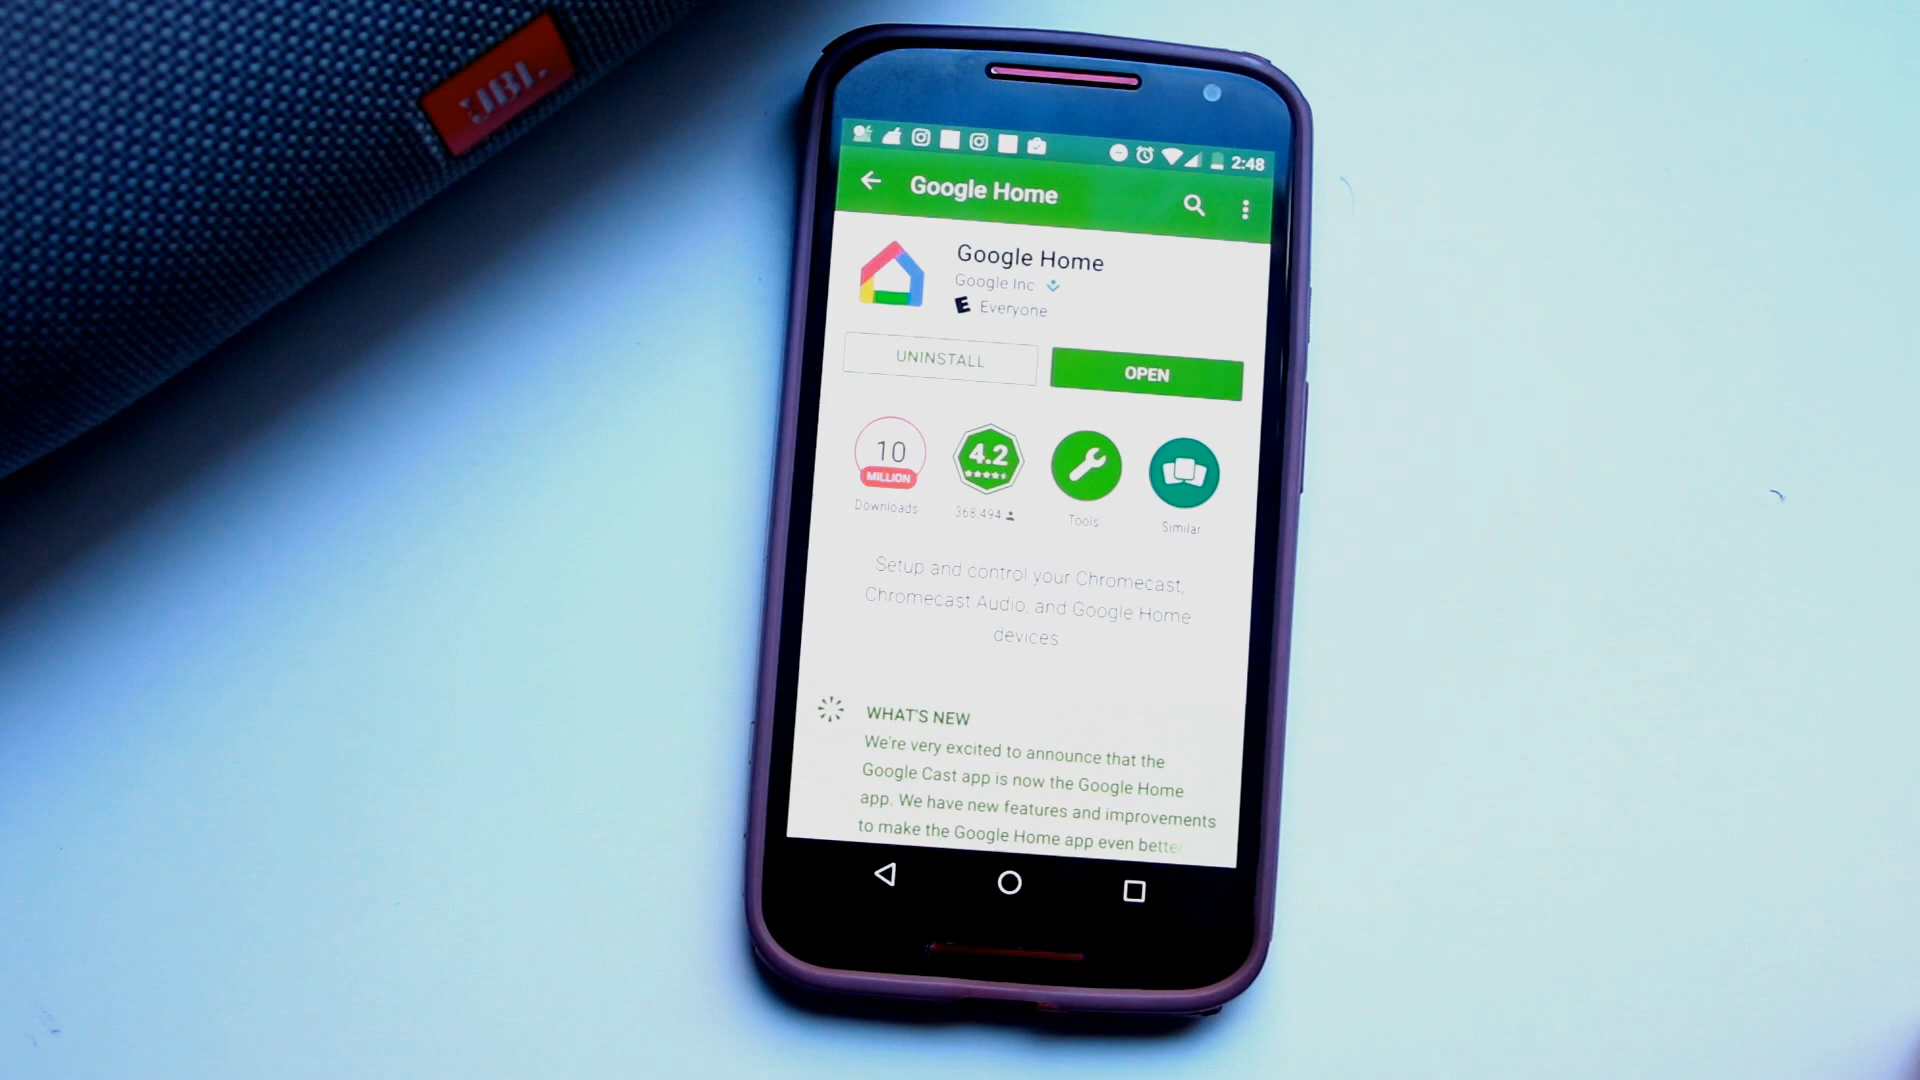 JBL
2:48
Google Home
Google Home
Google Inc.
E Everyone
UNINSTALL
OPEN
10
MILLION
4.2
Downloads
368,494
Tools
Similar
Setup and control your Chromecast,
Chromecast Audio, and Google Home
devices
WHAT'S NEW
We're very excited to announce that the
Google Cast app is now the Google Home
app. We have new features and improvements
to make the Google Home app even bette